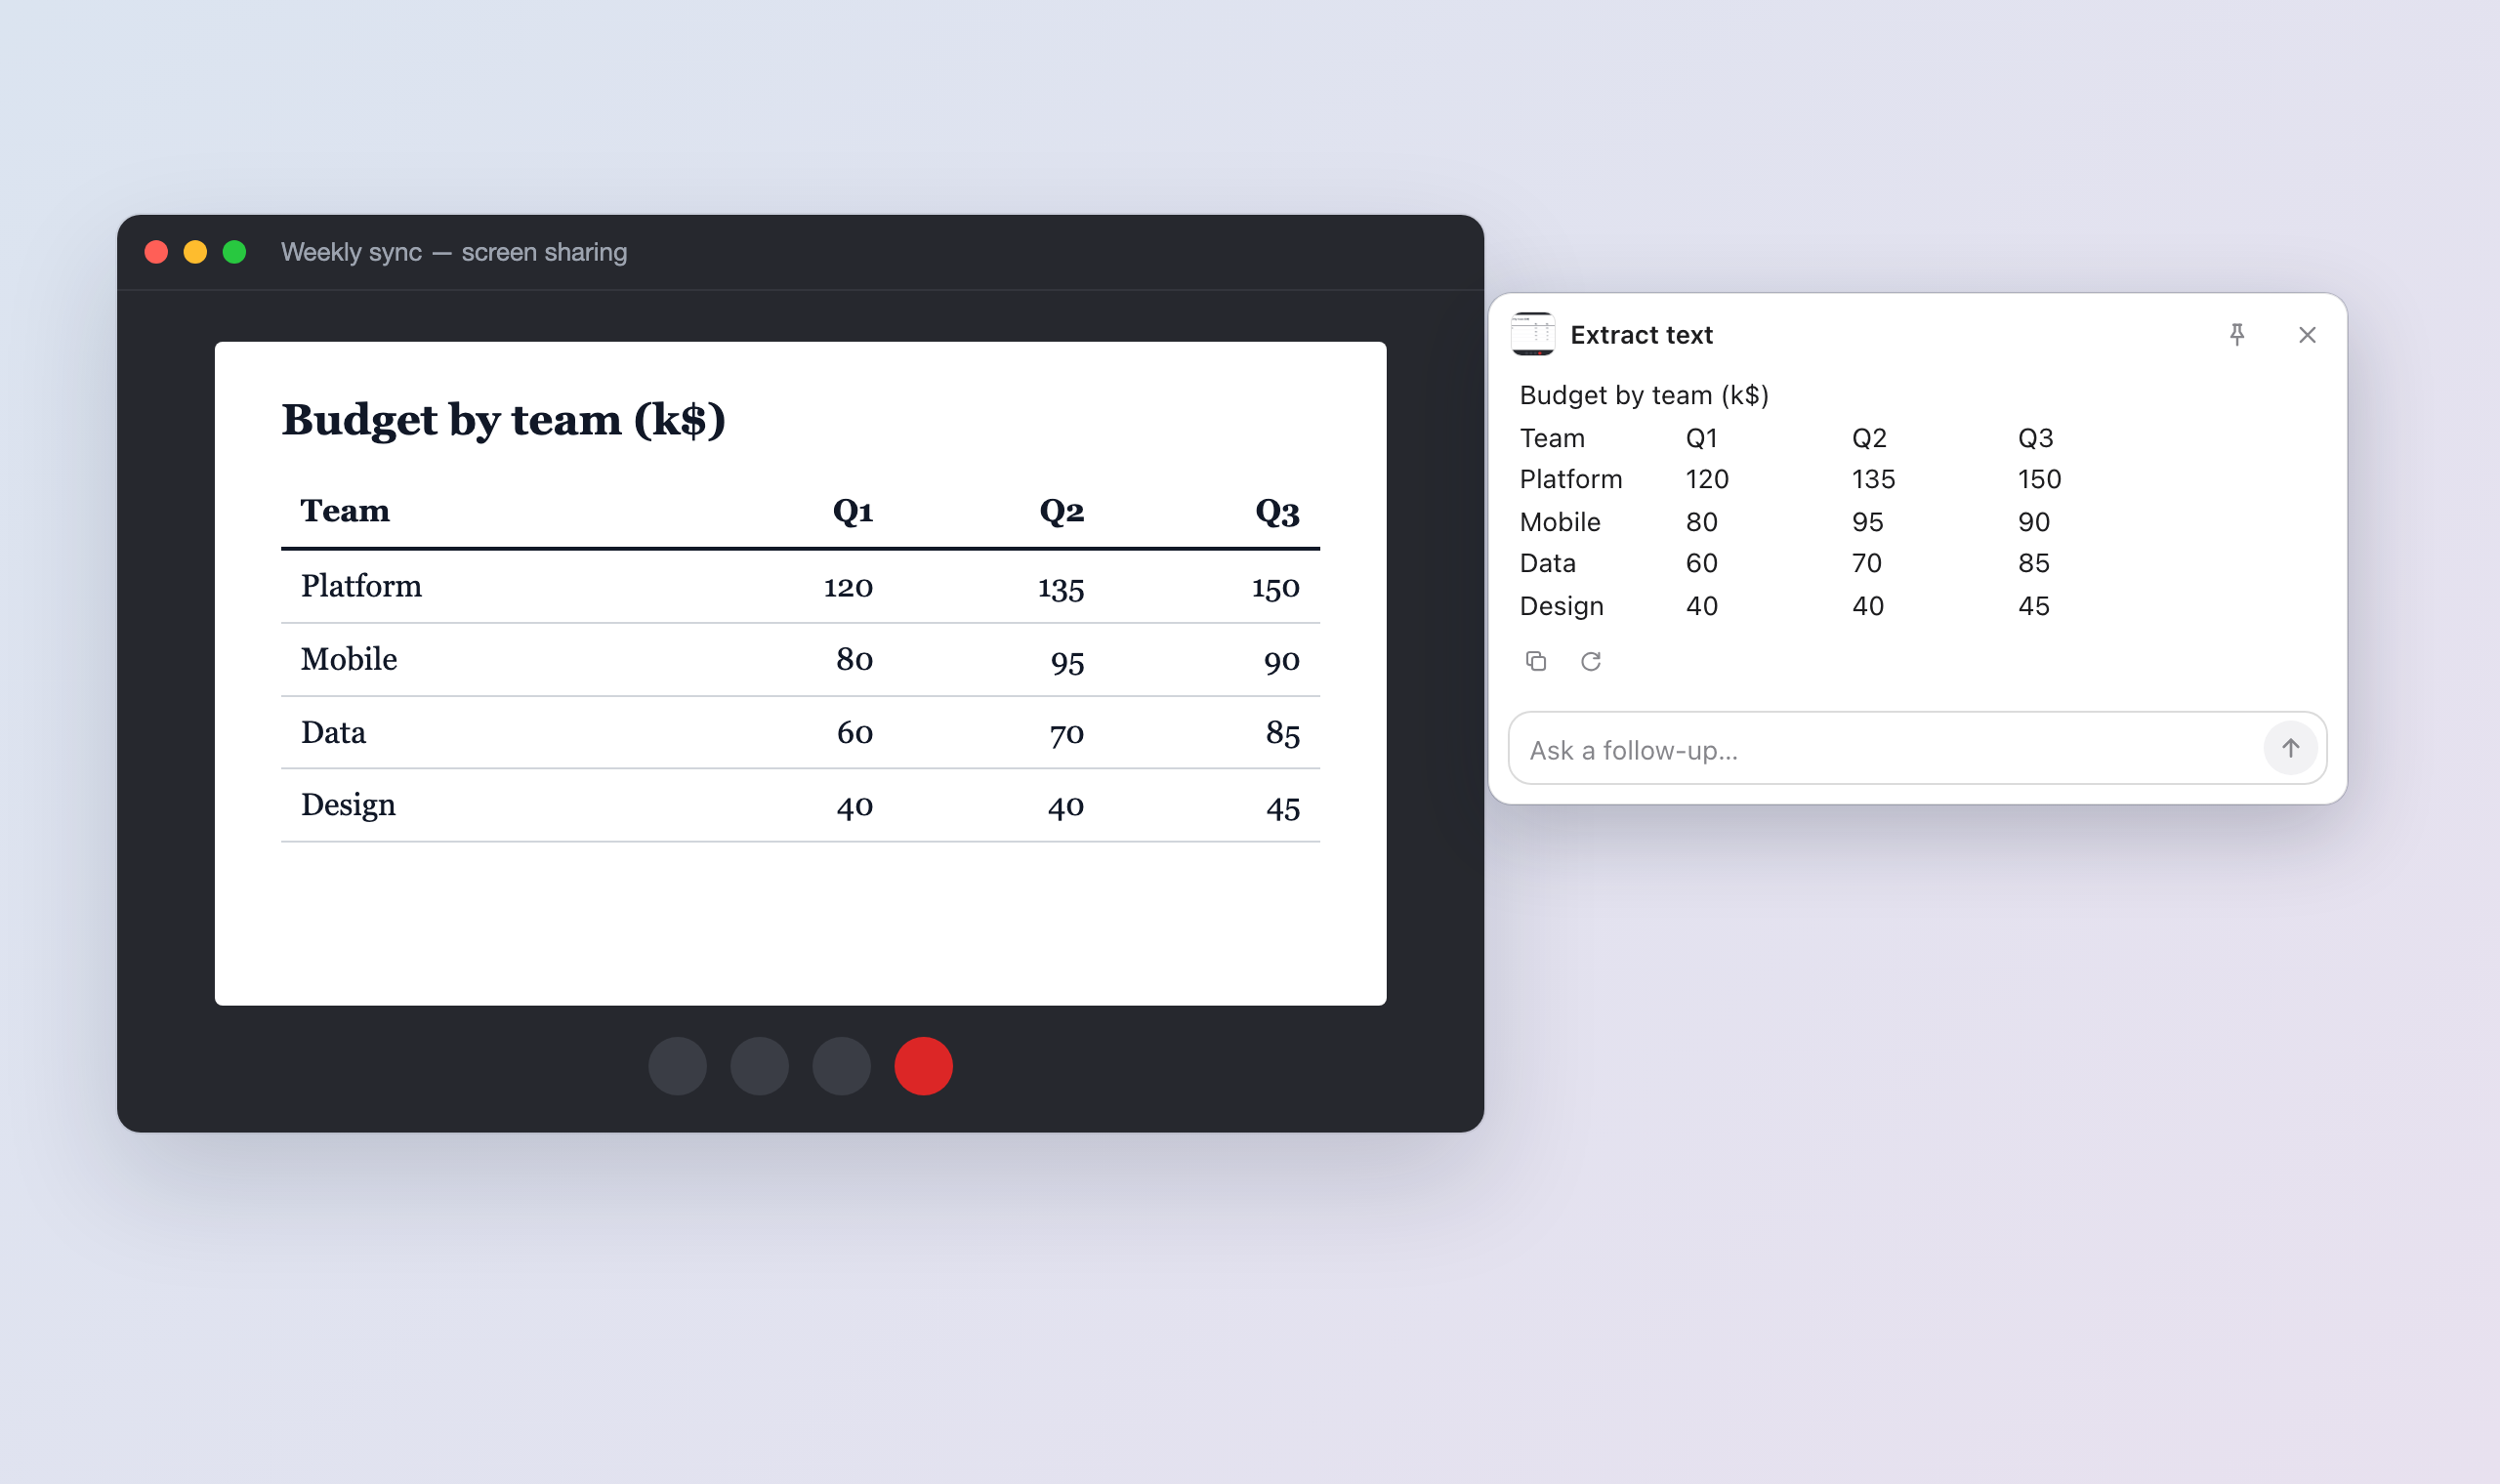 Weekly sync — screen sharing
Budget by team (k$)
Team Q1 Q2 Q3
Platform 120 135 150
Mobile 80 95 90
Data 60 70 85
Design 40 40 45
Extract text
Budget by team (k$)
Team Q1 Q2 Q3
Platform 120 135 150
Mobile 80 95 90
Data 60 70 85
Design 40 40 45
Ask a follow-up...